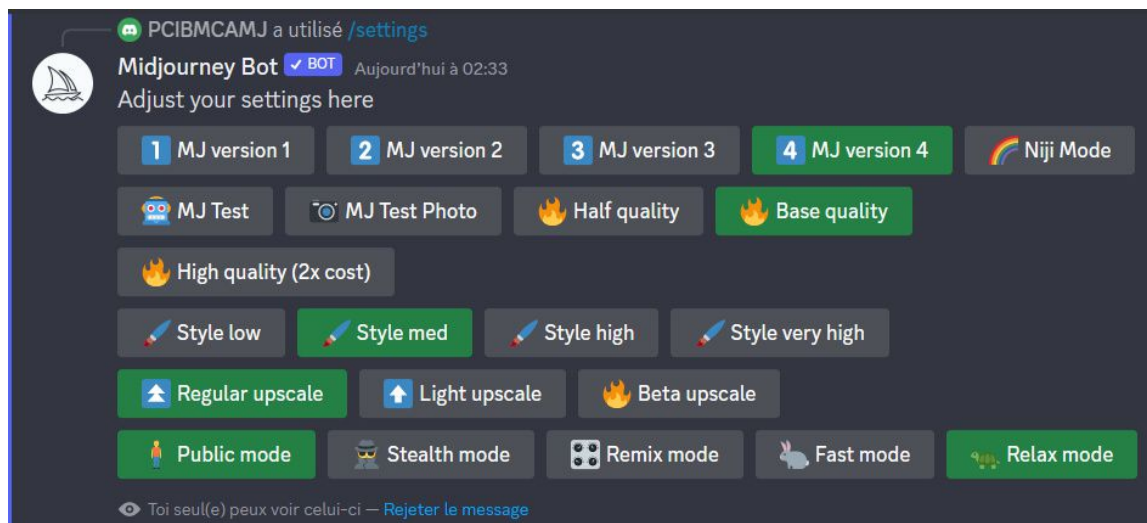 PCIBMCAMJ a utilisé /settings
Midjourney Bot ✓ BOT Aujourd'hui à 02:33
Adjust your settings here
1 MJ version 1 2 MJ version 2 3 MJ version 3 4 MJ version 4 Niji Mode
MJ Test MJ Test Photo Half quality Base quality
High quality (2x cost)
Style low Style med Style high Style very high
Regular upscale Light upscale Beta upscale
Public mode Stealth mode Remix mode Fast mode Relax mode
Toi seul(e) peux voir celui-ci — Rejeter le message